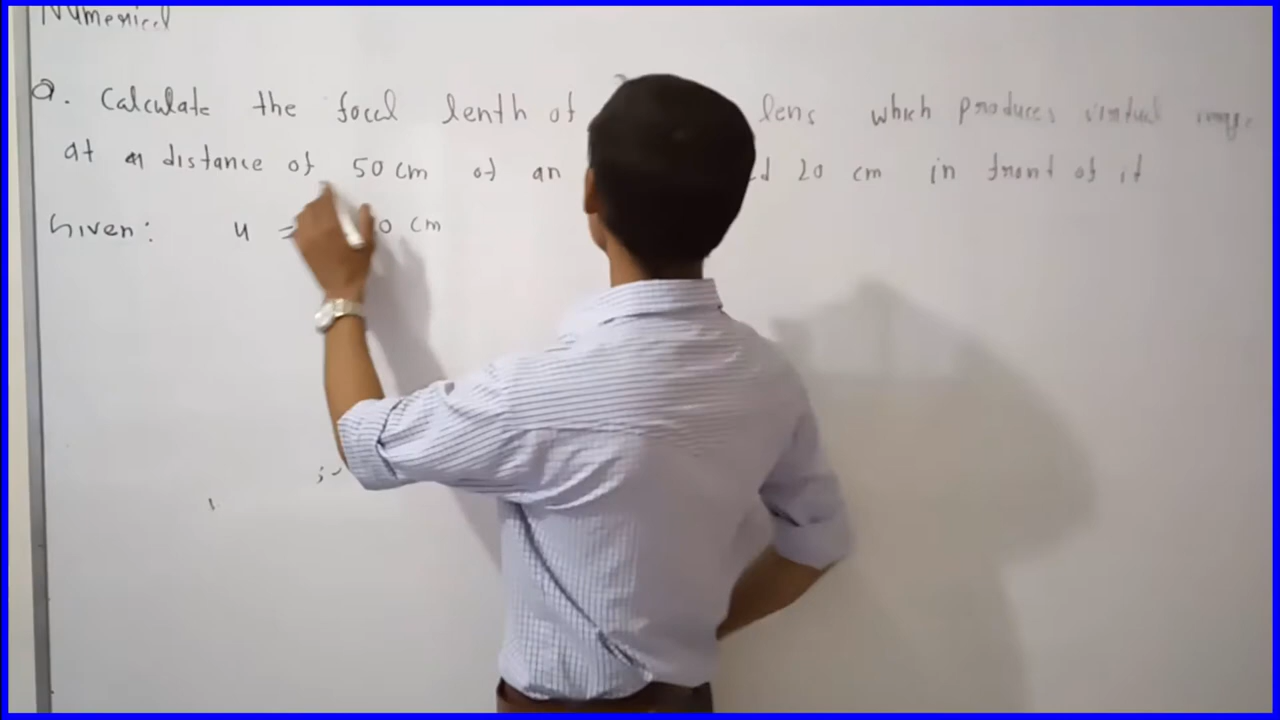 Numerical
Q. Calculate the focal lenth of lens which produces virtual image
at a distance of 50 cm of an 20 cm in front of it
Given: u = 0 cm